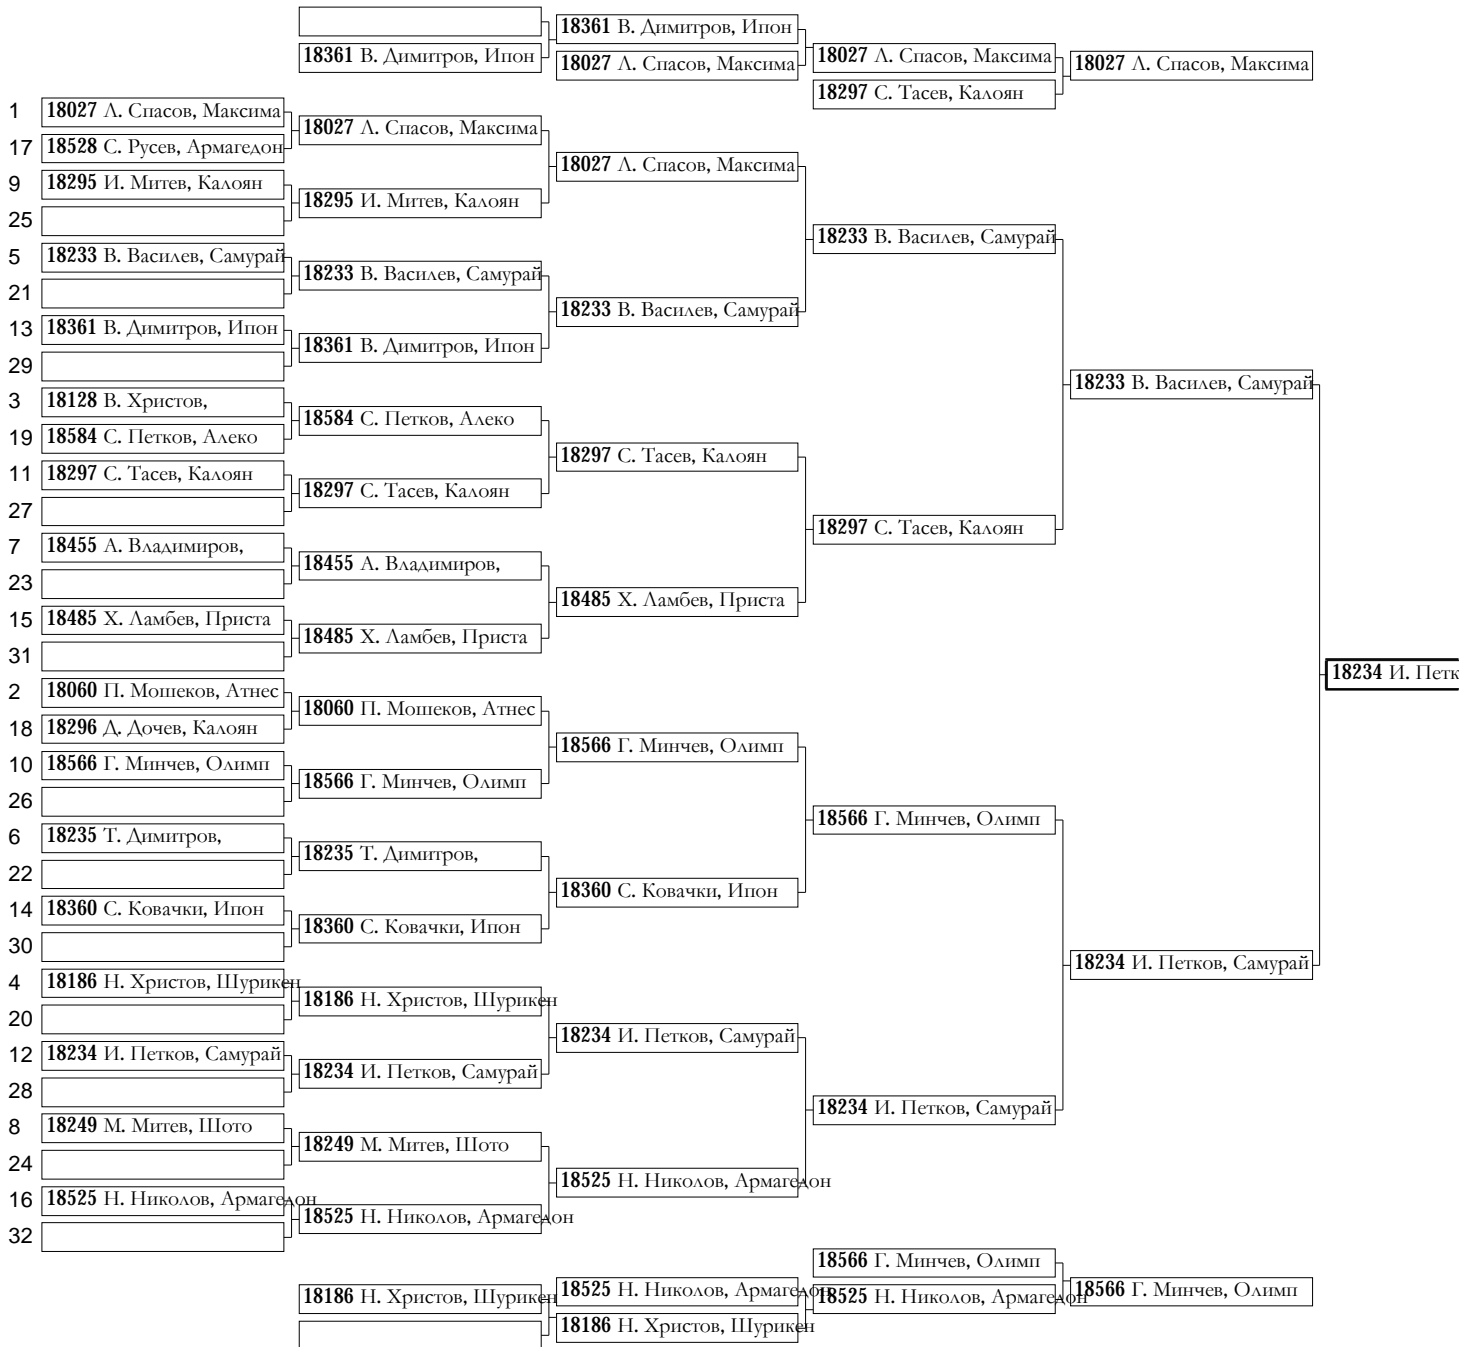 18361 В. Димитров, Ипон
18361 В. Димитров, Ипон
18027 Л. Спасов, Максима
18027 Л. Спасов, Максима
18297 С. Тасев, Калоян
18027 Л. Спасов, Максима
1 18027 Л. Спасов, Максима
17 18528 С. Русев, Армагедон
9 18295 И. Митев, Калоян
25
5 18233 В. Василев, Самурай
21
13 18361 В. Димитров, Ипон
29
3 18128 В. Христов,
19 18584 С. Петков, Алеко
11 18297 С. Тасев, Калоян
27
7 18455 А. Владимиров,
23
15 18485 Х. Ламбев, Приста
31
2 18060 П. Мошеков, Атнес
18 18296 Д. Дочев, Калоян
10 18566 Г. Минчев, Олимп
26
6 18235 Т. Димитров,
22
14 18360 С. Ковачки, Ипон
30
4 18186 Н. Христов, Шурикен
20
12 18234 И. Петков, Самурай
28
8 18249 М. Митев, Шото
24
16 18525 Н. Николов, Армагедон
32
18027 Л. Спасов, Максима
18295 И. Митев, Калоян
18233 В. Василев, Самурай
18361 В. Димитров, Ипон
18584 С. Петков, Алеко
18297 С. Тасев, Калоян
18455 А. Владимиров,
18485 Х. Ламбев, Приста
18060 П. Мошеков, Атнес
18566 Г. Минчев, Олимп
18235 Т. Димитров,
18360 С. Ковачки, Ипон
18186 Н. Христов, Шурикен
18234 И. Петков, Самурай
18249 М. Митев, Шото
18525 Н. Николов, Армагедон
18027 Л. Спасов, Максима
18233 В. Василев, Самурай
18297 С. Тасев, Калоян
18485 Х. Ламбев, Приста
18566 Г. Минчев, Олимп
18360 С. Ковачки, Ипон
18234 И. Петков, Самурай
18525 Н. Николов, Армагедон
18233 В. Василев, Самурай
18297 С. Тасев, Калоян
18566 Г. Минчев, Олимп
18234 И. Петков, Самурай
18233 В. Василев, Самурай
18234 И. Петков, Самурай
18234 И. Петк
18186 Н. Христов, Шурикен
18525 Н. Николов, Армагедон
18186 Н. Христов, Шурикен
18566 Г. Минчев, Олимп
18525 Н. Николов, Армагедон
18566 Г. Минчев, Олимп